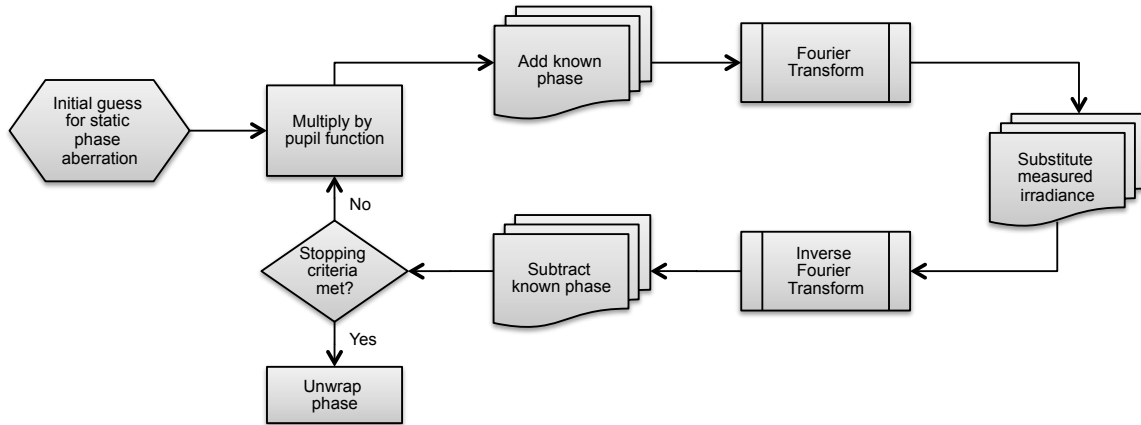 Initial guess
for static
phase
aberration
Multiply by
pupil function
Add known
phase
Fourier
Transform
Substitute
measured
irradiance
Inverse
Fourier
Transform
Subtract
known phase
Stopping
criteria
met?
No
Yes
Unwrap
phase